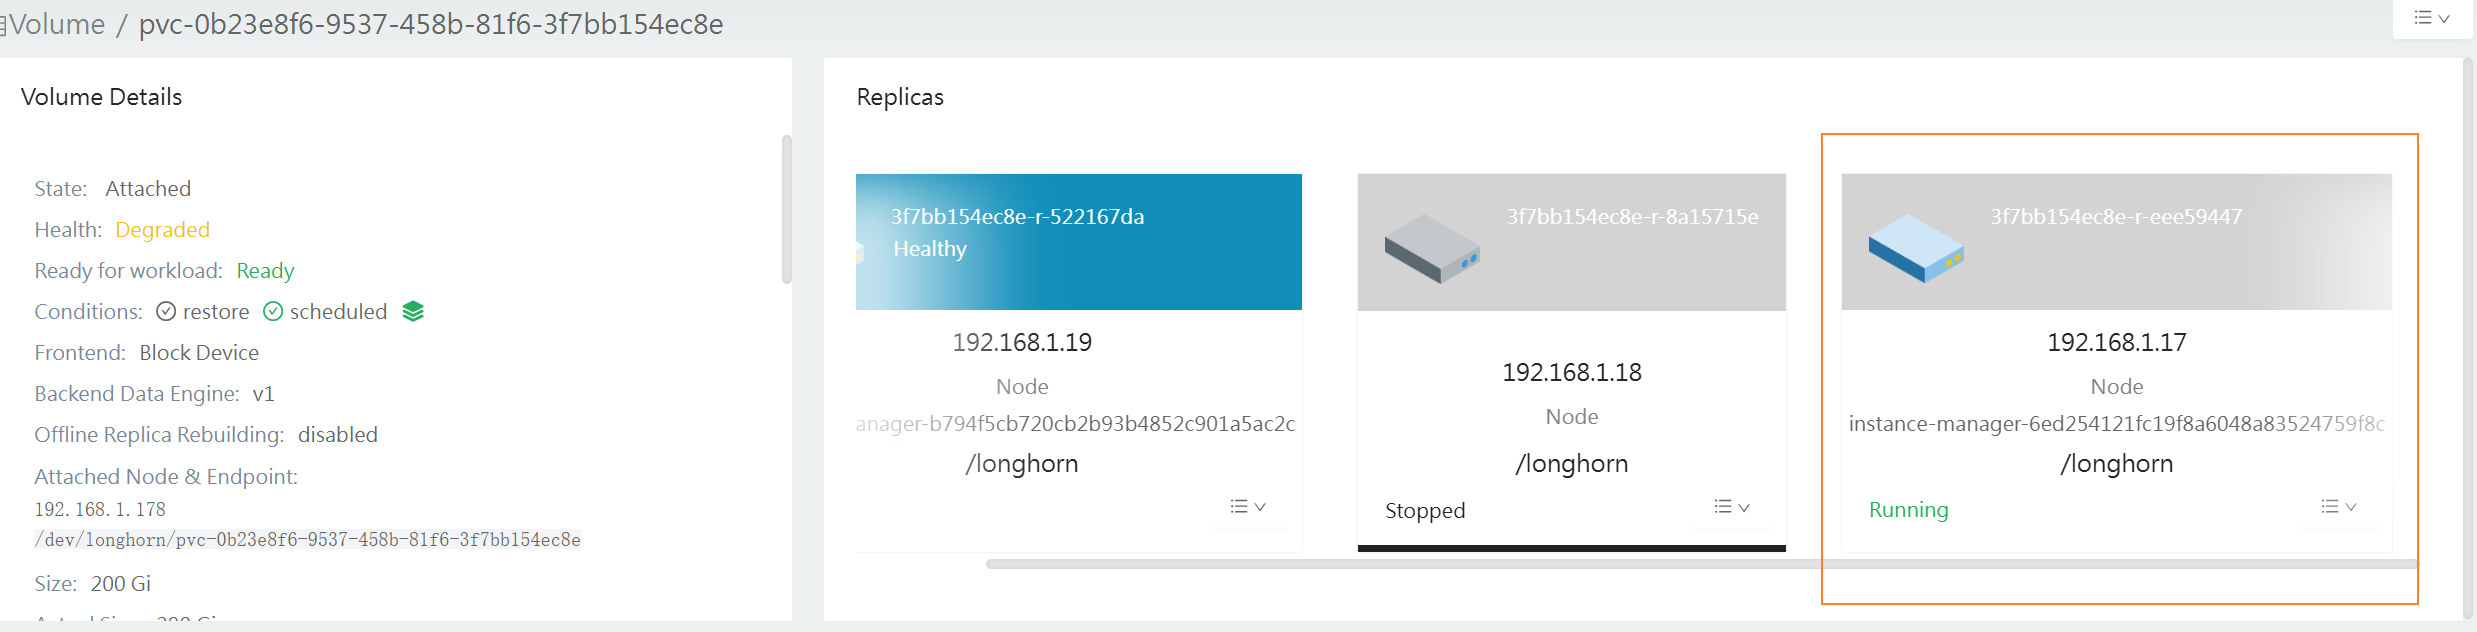 Volume / pvc-0b23e8f6-9537-458b-81f6-3f7bb154ec8e
Volume Details
State: Attached
Health: Degraded
Ready for workload: Ready
Conditions: restore scheduled
Frontend: Block Device
Backend Data Engine: v1
Offline Replica Rebuilding: disabled
Attached Node & Endpoint:
192.168.1.178
/dev/longhorn/pvc-0b23e8f6-9537-458b-81f6-3f7bb154ec8e
Size: 200 Gi
Replicas
3f7bb154ec8e-r-522167da
Healthy
192.168.1.19
Node
anager-b794f5cb720cb2b93b4852c901a5ac2c
/longhorn
3f7bb154ec8e-r-8a15715e
192.168.1.18
Node
/longhorn
Stopped
3f7bb154ec8e-r-eee59447
192.168.1.17
Node
instance-manager-6ed254121fc19f8a6048a83524759f8c
/longhorn
Running